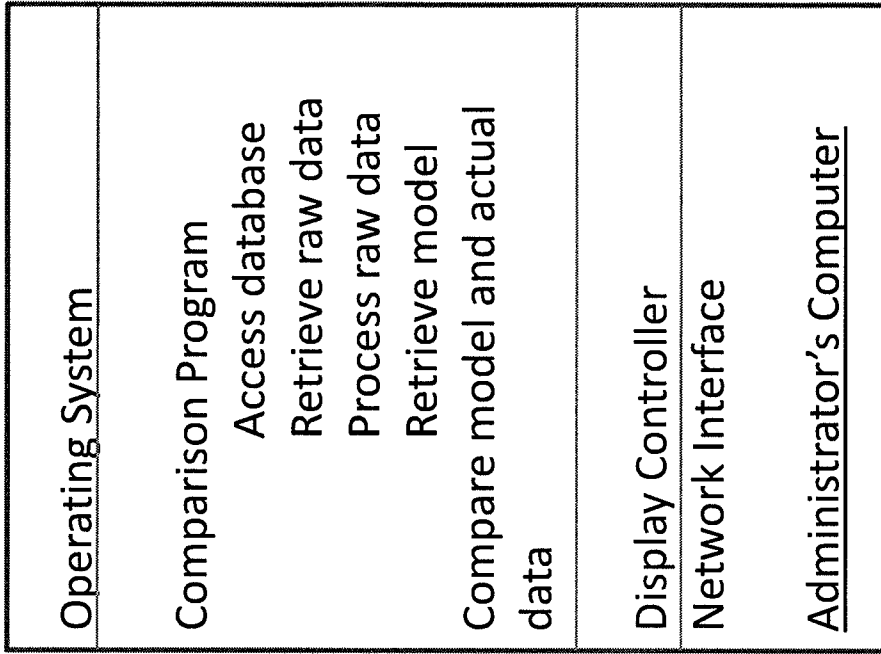 Operating System
Comparison Program
Access database
Retrieve raw data
Process raw data
Retrieve model
Compare model and actual
data
Display Controller
Network Interface
Administrator's Computer